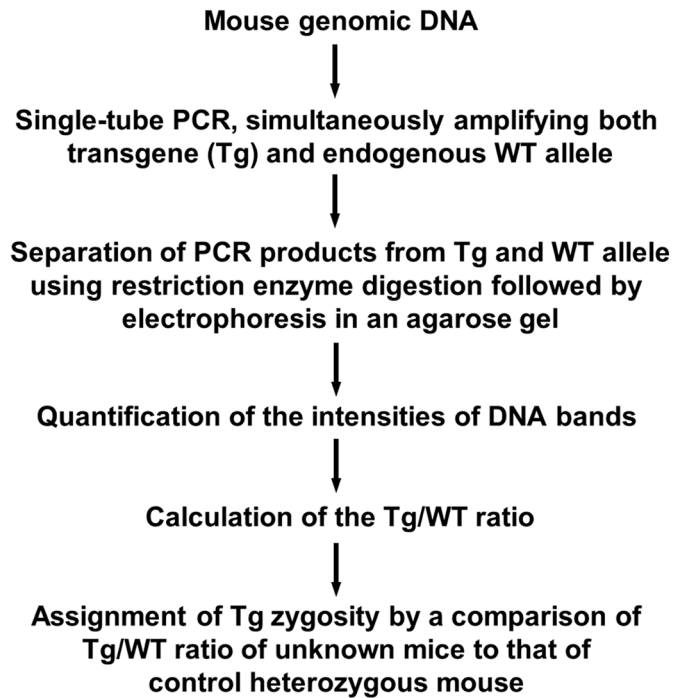 Mouse genomic DNA
Single-tube PCR, simultaneously amplifying both
transgene (Tg) and endogenous WT allele
Separation of PCR products from Tg and WT allele
using restriction enzyme digestion followed by
electrophoresis in an agarose gel
Quantification of the intensities of DNA bands
Calculation of the Tg/WT ratio
Assignment of Tg zygosity by a comparison of
Tg/WT ratio of unknown mice to that of
control heterozygous mouse